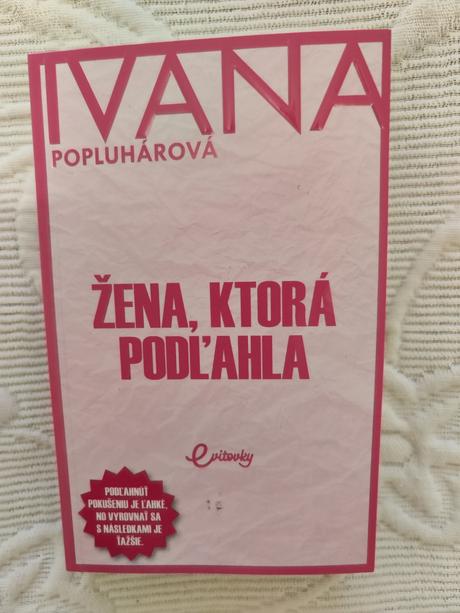 IVANA
POPLUHÁROVÁ
ŽENA, KTORÁ
PODĽAHLA
evitovky
PODĽAHNÚŤ
POKUŠENIU JE ĽAHKÉ,
NO VYROVNAŤ SA
S NÁSLEDKAMI JE
ŤAŽŠIE.